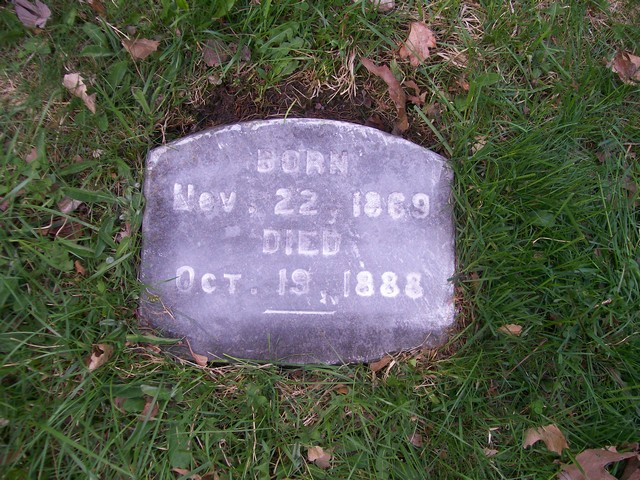 BORN
Nov. 22, 1869
DIED
Oct. 19, 1888